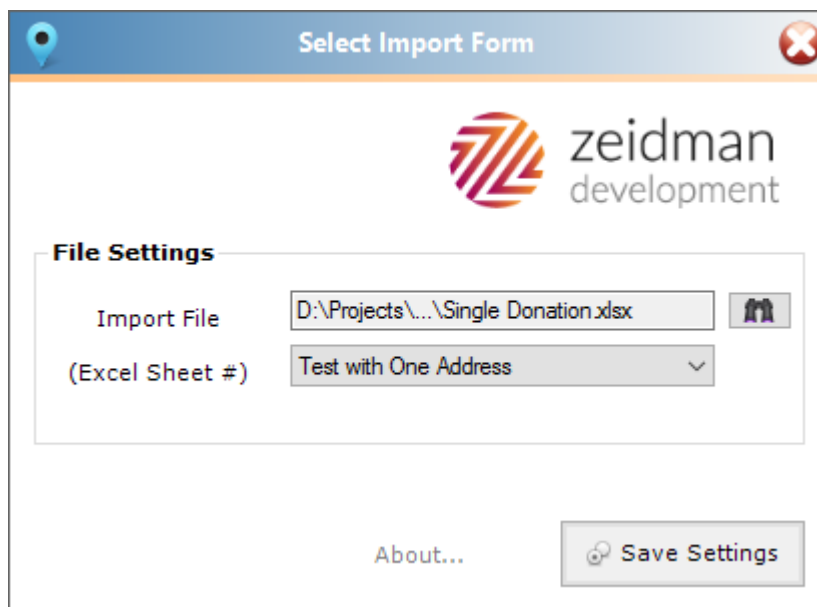 Select Import Form
zeidman
development
File Settings
Import File
D:\Projects\...\Single Donation.xlsx
(Excel Sheet #)
Test with One Address
About...
Save Settings